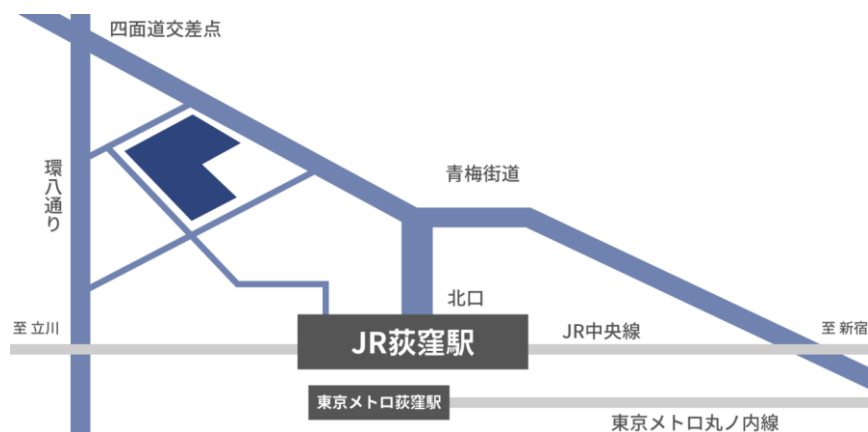 四面道交差点
環八通り
青梅街道
北口
至 立川
JR荻窪駅
JR中央線
至 新宿
東京メトロ荻窪駅
東京メトロ丸ノ内線